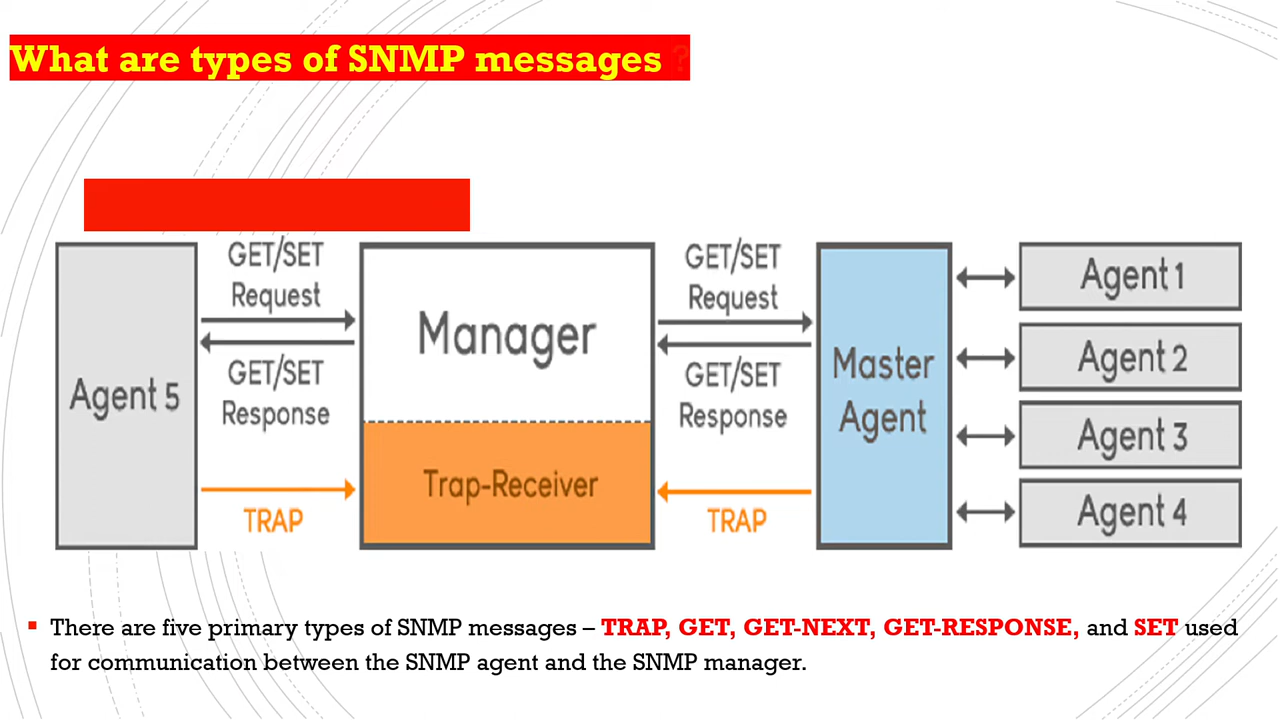 What are types of SNMP messages ?
GET/SET
Request
GET/SET
Response
TRAP
Agent 5
Manager
Trap-Receiver
GET/SET
Request
GET/SET
Response
TRAP
Master
Agent
Agent 1
Agent 2
Agent 3
Agent 4
▪ There are five primary types of SNMP messages – TRAP, GET, GET-NEXT, GET-RESPONSE, and SET used
for communication between the SNMP agent and the SNMP manager.